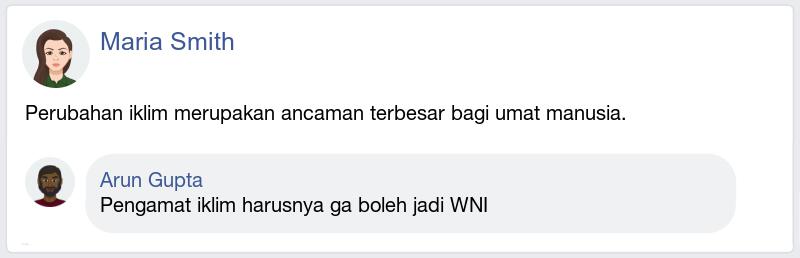 Maria Smith
Perubahan iklim merupakan ancaman terbesar bagi umat manusia.
Arun Gupta
Pengamat iklim harusnya ga boleh jadi WNI